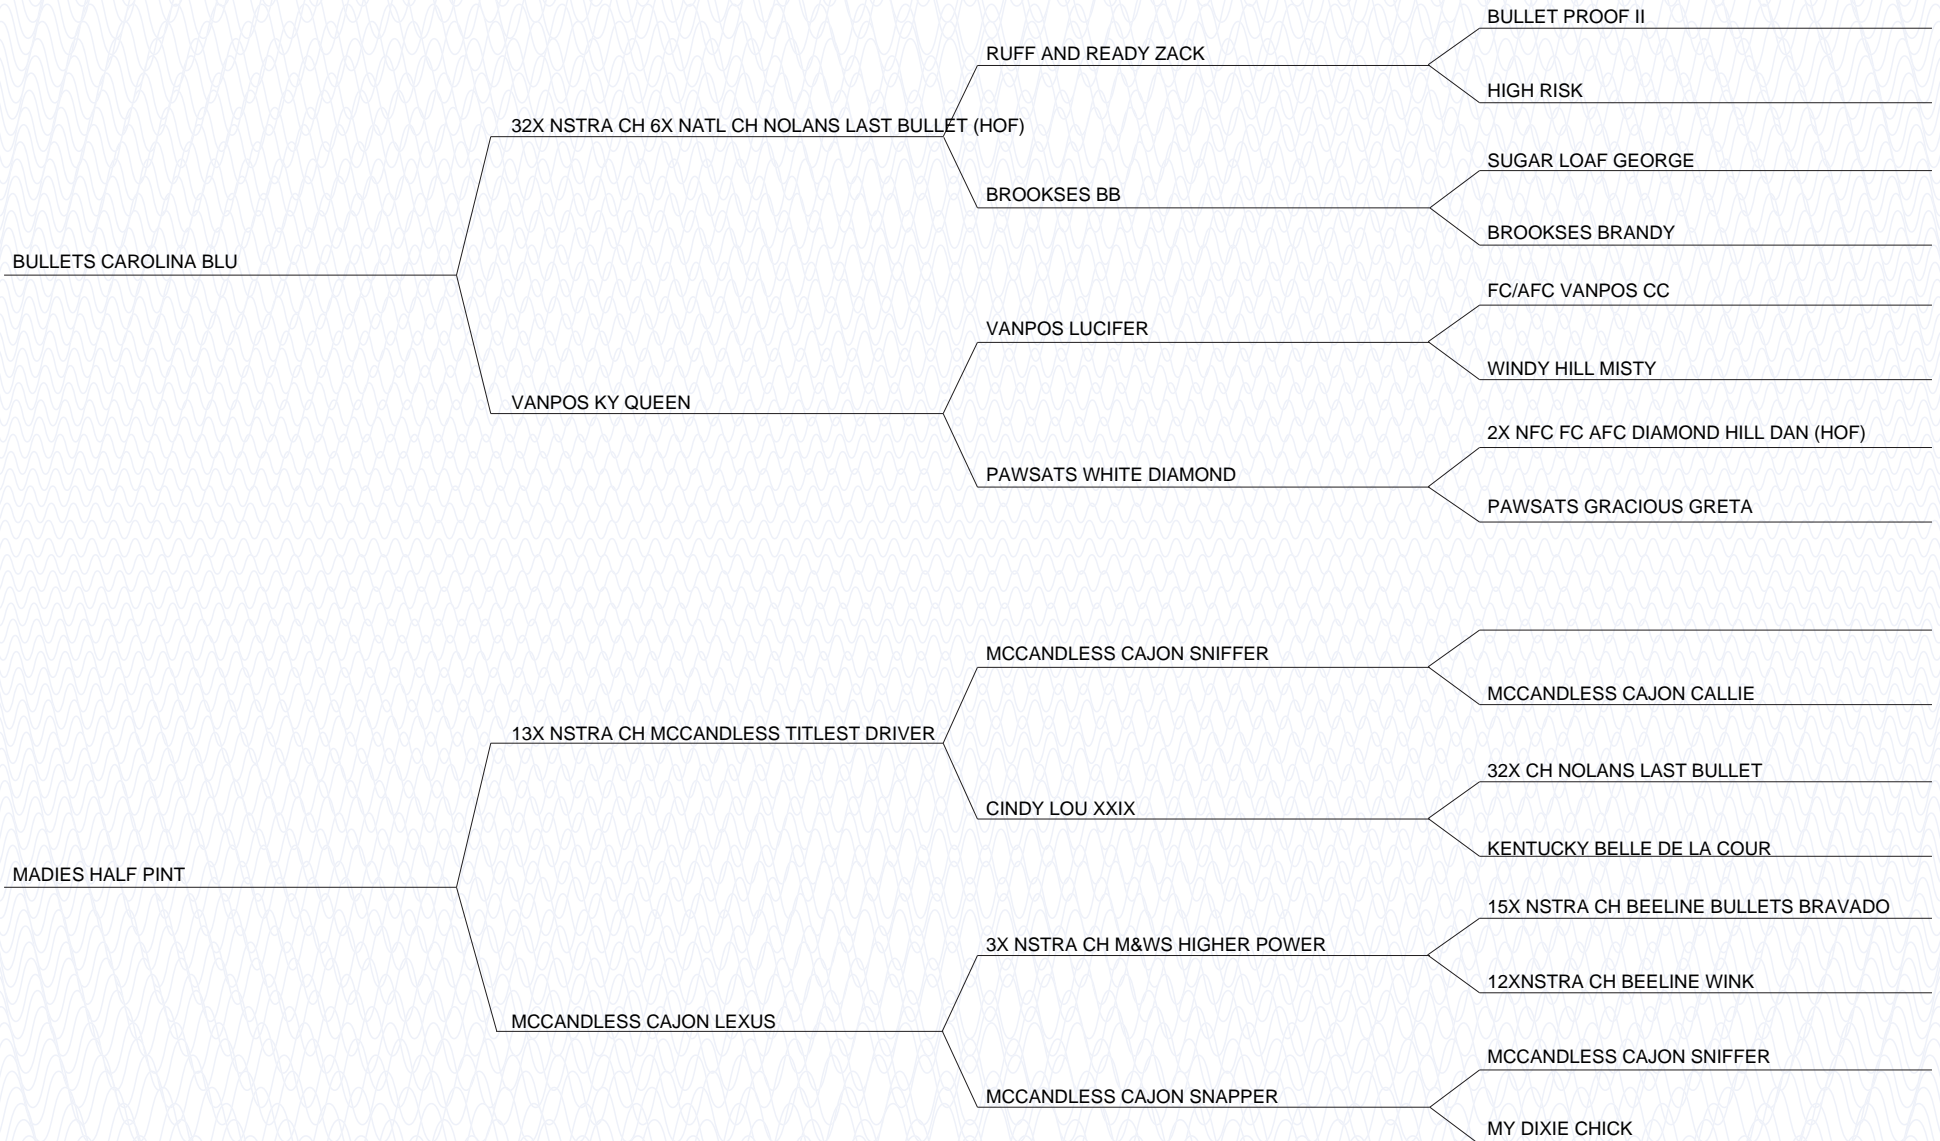 BULLET PROOF II
RUFF AND READY ZACK
HIGH RISK
32X NSTRA CH 6X NATL CH NOLANS LAST BULLET (HOF)
SUGAR LOAF GEORGE
BROOKSES BB
BROOKSES BRANDY
BULLETS CAROLINA BLU
FC/AFC VANPOS CC
VANPOS LUCIFER
WINDY HILL MISTY
VANPOS KY QUEEN
2X NFC FC AFC DIAMOND HILL DAN (HOF)
PAWSATS WHITE DIAMOND
PAWSATS GRACIOUS GRETA
MCCANDLESS CAJON SNIFFER
MCCANDLESS CAJON CALLIE
13X NSTRA CH MCCANDLESS TITLEST DRIVER
32X CH NOLANS LAST BULLET
CINDY LOU XXIX
KENTUCKY BELLE DE LA COUR
MADIES HALF PINT
15X NSTRA CH BEELINE BULLETS BRAVADO
3X NSTRA CH M&WS HIGHER POWER
12XNSTRA CH BEELINE WINK
MCCANDLESS CAJON LEXUS
MCCANDLESS CAJON SNIFFER
MCCANDLESS CAJON SNAPPER
MY DIXIE CHICK